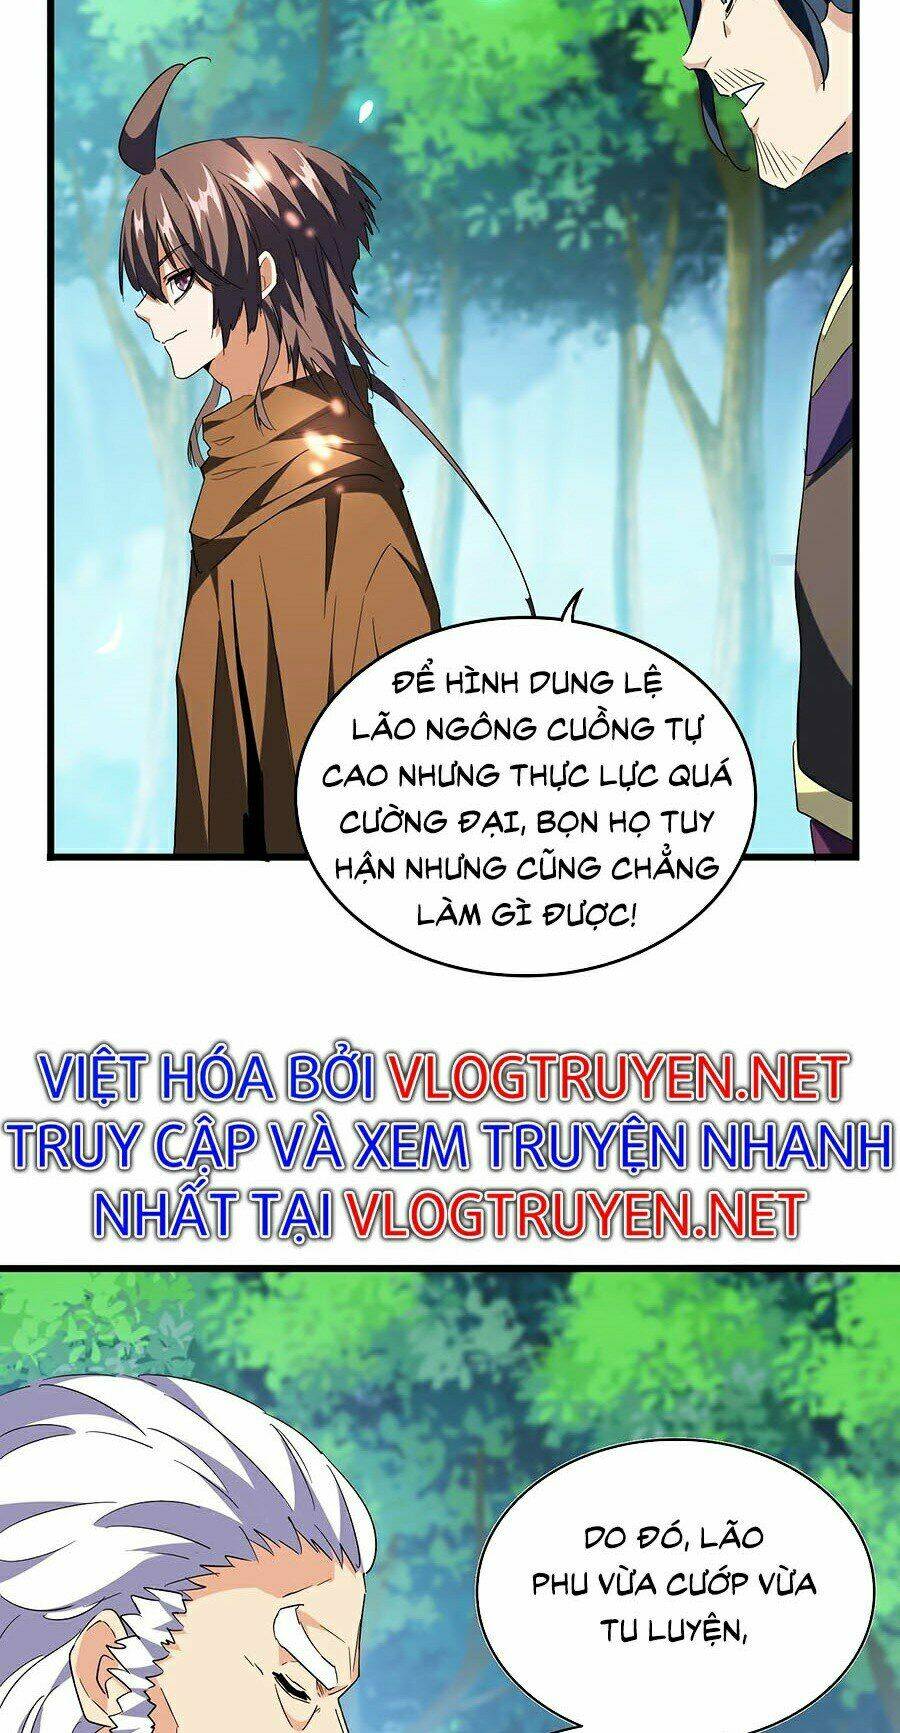 ĐỂ HÌNH DUNG LỆ
LÃO NGÔNG CUỒNG TỰ
CAO NHƯNG THỰC LỰC QUÁ
CƯỜNG ĐẠI, BỌN HỌ TUY
HẬN NHƯNG CŨNG CHẲNG
LÀM GÌ ĐƯỢC!
VIỆT HÓA BỞI VLOGTRUYEN.NET
TRUY CẬP VÀ XEM TRUYỆN NHANH
NHẤT TẠI VLOGTRUYEN.NET
DO ĐÓ, LÃO
PHU VỪA CƯỚP VỪA
TU LUYỆN,